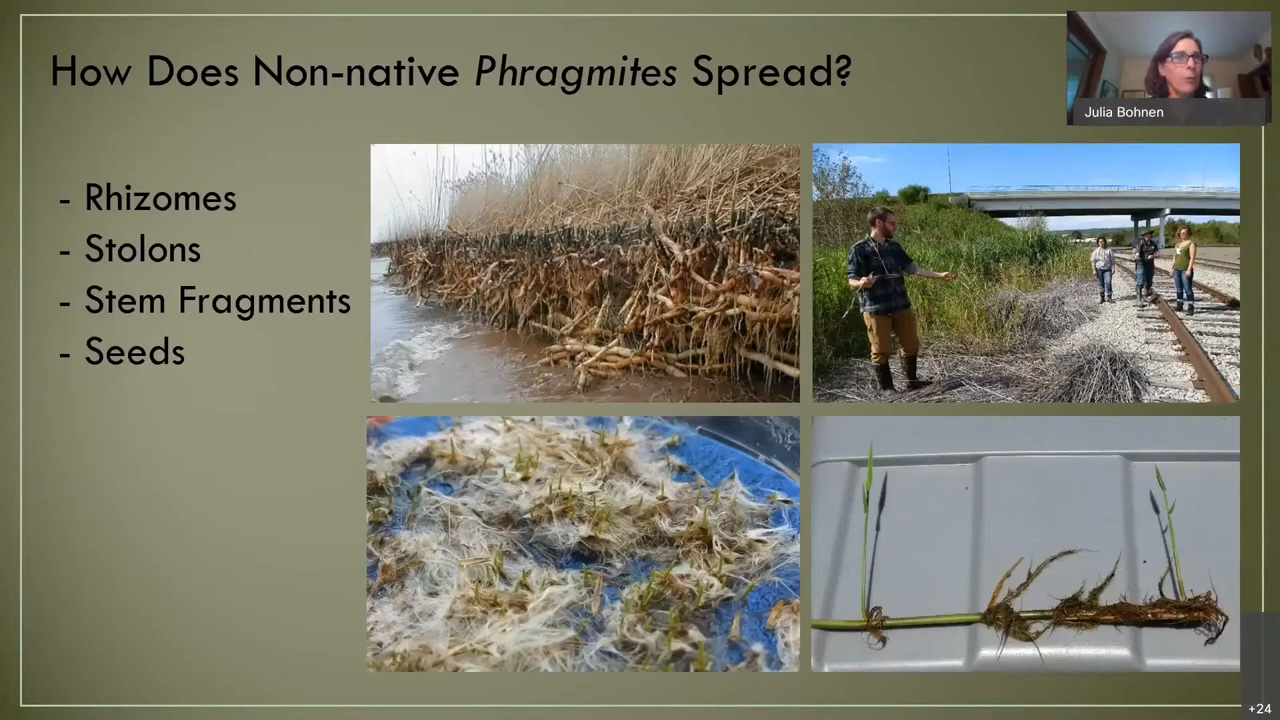 How Does Non-native Phragmites Spread?
Julia Bohnen
- Rhizomes
- Stolons
- Stem Fragments
- Seeds
+24